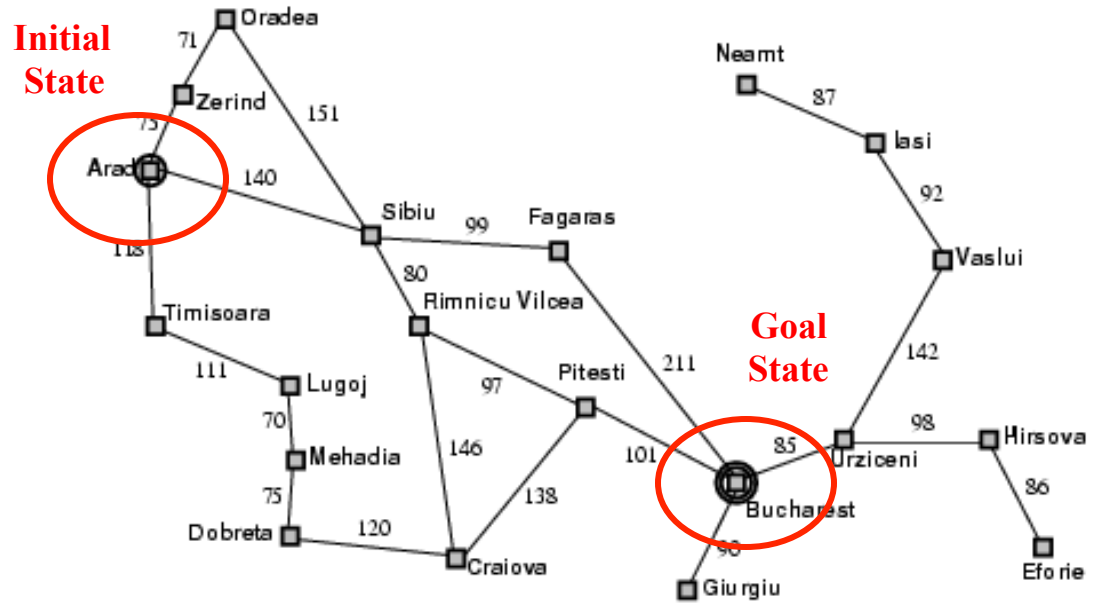 Initial
State
Oradea
71
Zerind
75
151
Arad
140
118
Sibiu
99
Fagaras
80
Rimnicu Vilcea
Timisoara
111
Lugoj
70
Mehadia
75
Dobreta
120
Craiova
146
97
Pitesti
138
101
211
Goal
State
Neamt
87
Iasi
92
Vaslui
142
98
Hirsova
85
Urziceni
86
Bucharest
90
Giurgiu
Eforie